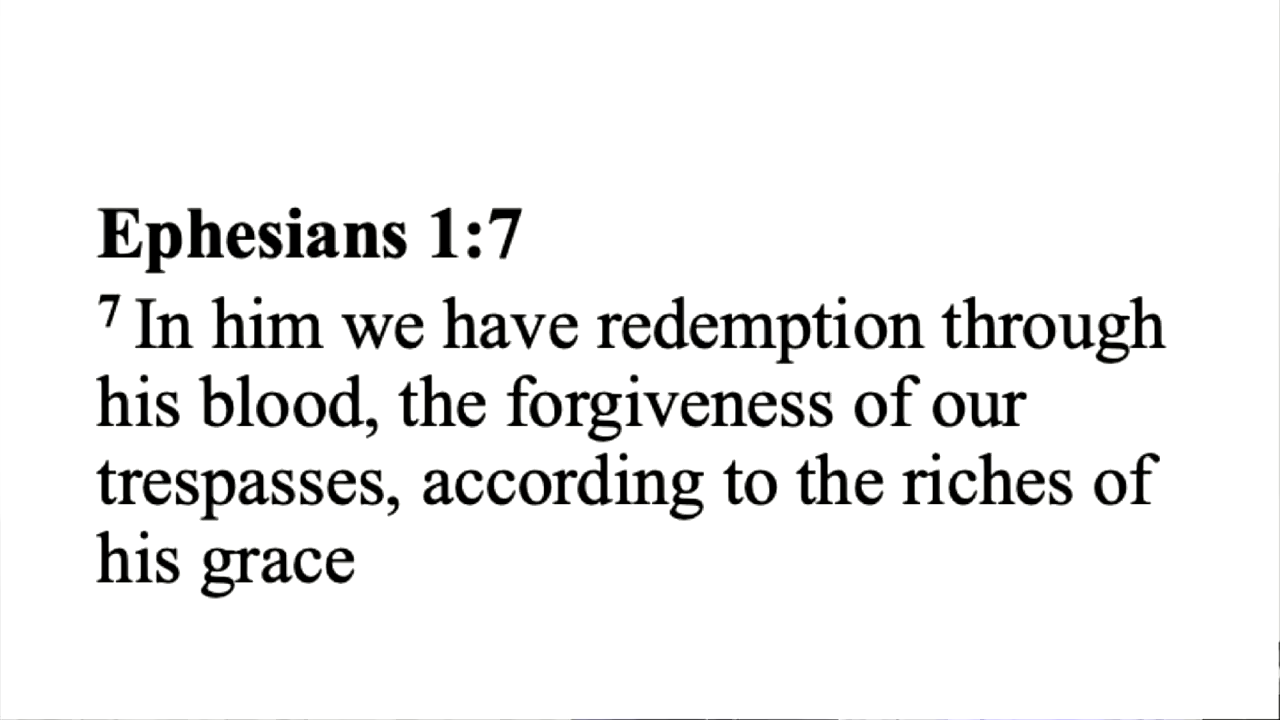 Ephesians 1:7
7 In him we have redemption through
his blood, the forgiveness of our
trespasses, according to the riches of
his grace